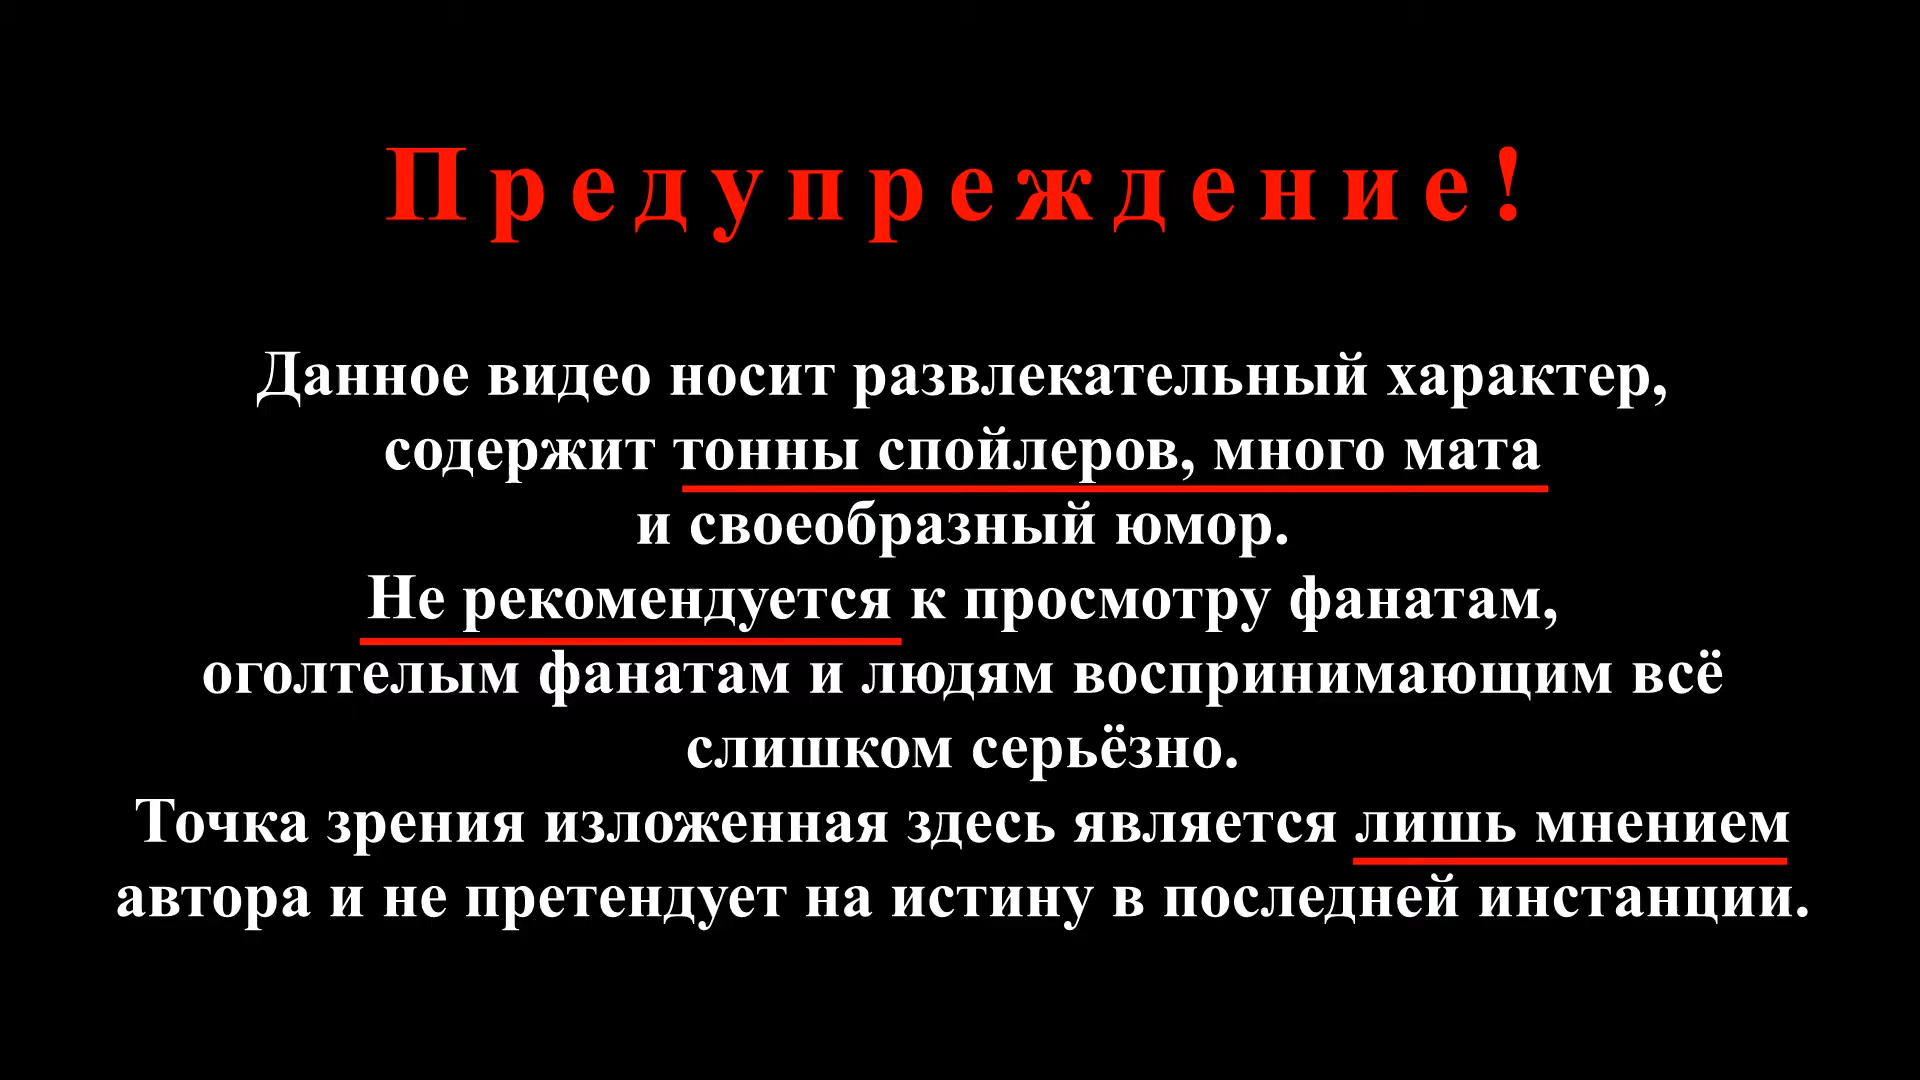 Предупреждение!
Данное видео носит развлекательный характер,
содержит тонны спойлеров, много мата
и своеобразный юмор.
Не рекомендуется к просмотру фанатам,
оголтелым фанатам и людям воспринимающим всё
слишком серьёзно.
Точка зрения изложенная здесь является лишь мнением
автора и не претендует на истину в последней инстанции.